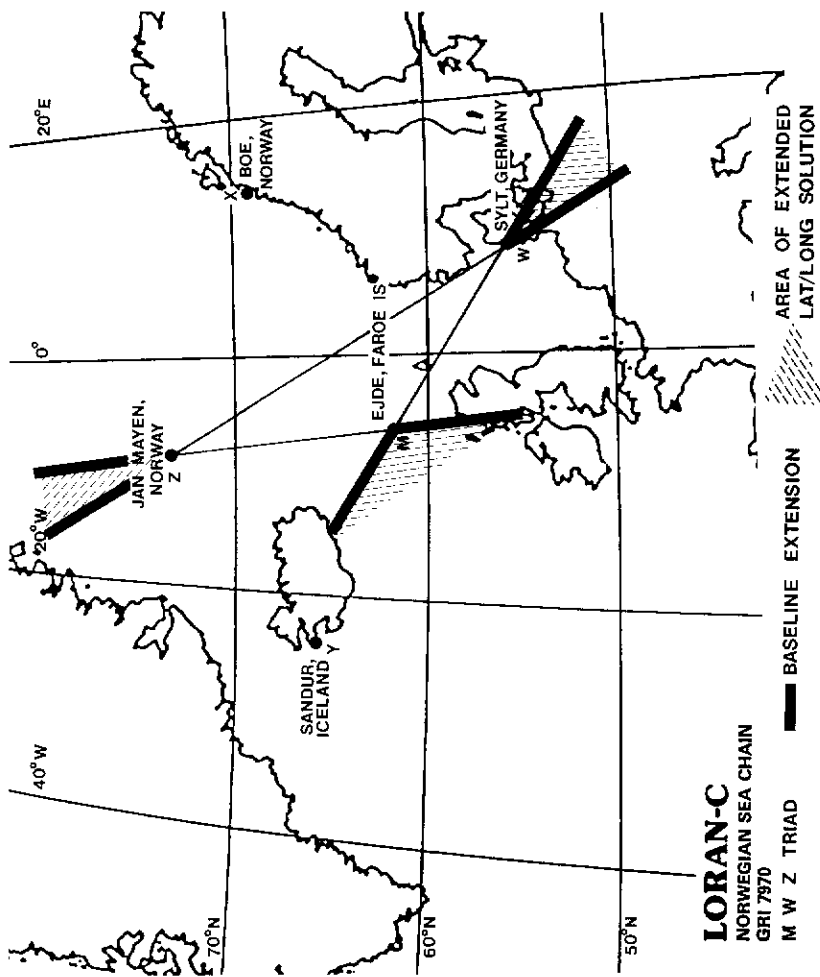 20°E
0°
20°W
40°W
70°N
60°N
50°N
X
BOE,
NORWAY
JAN MAYEN,
NORWAY
Z
EJDE, FAROE IS
M
SYLT, GERMANY
W
SANDUR,
ICELAND
Y
LORAN-C
NORWEGIAN SEA CHAIN
GRI 7970
M W Z TRIAD
BASELINE EXTENSION
AREA OF EXTENDED
LAT/LONG SOLUTION